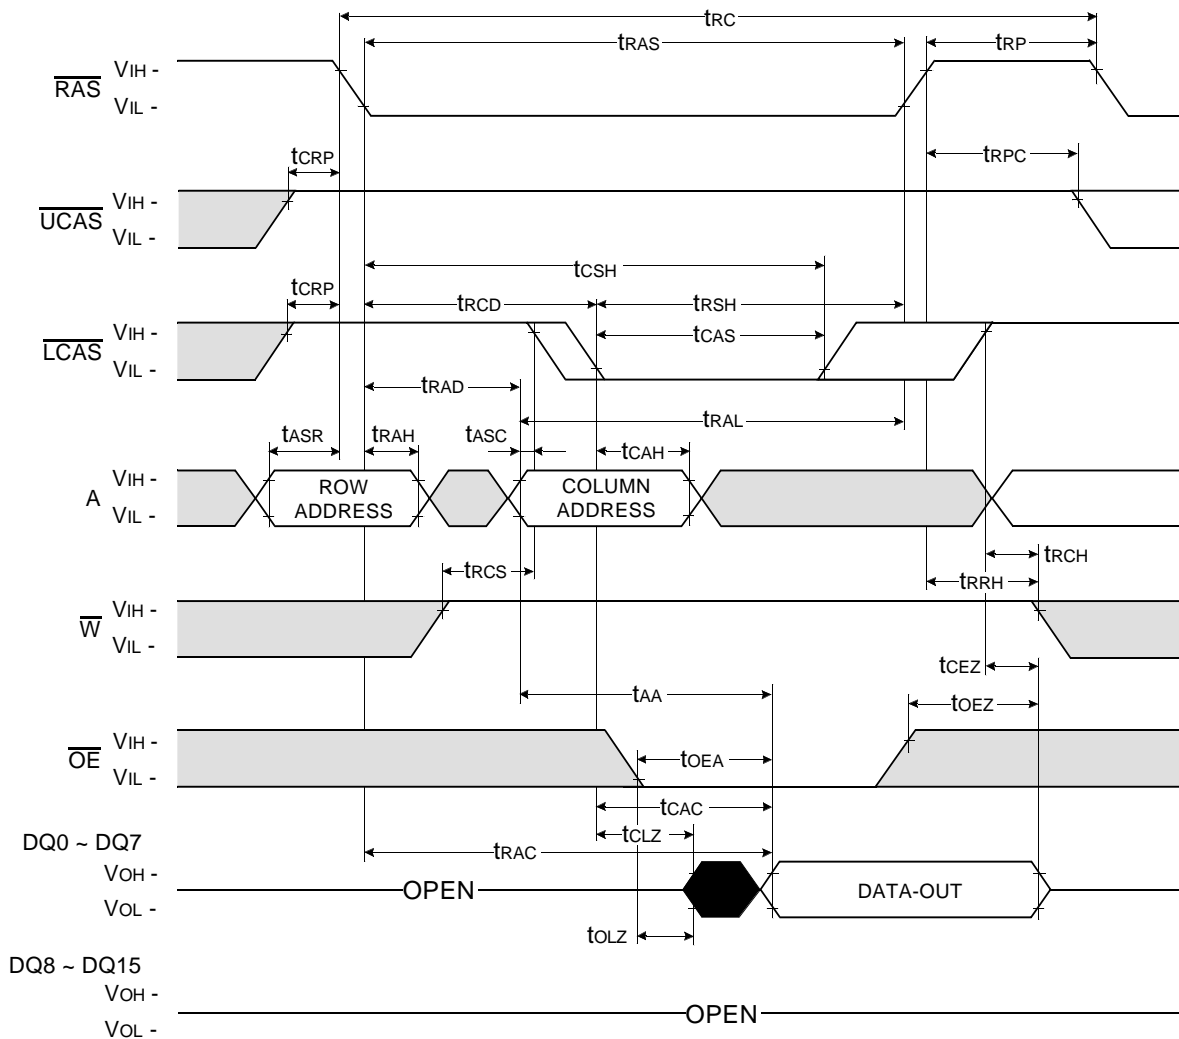 tRC
tRAS
tRP
RAS
VIH -
VIL -
tCRP
tRPC
UCAS
VIH -
VIL -
tCSH
tCRP
tRCD
tRSH
LCAS
VIH -
VIL -
tCAS
tRAD
tRAL
tASR
tRAH
tASC
tCAH
A
VIH -
VIL -
ROW
ADDRESS
COLUMN
ADDRESS
tRCH
tRCS
tRRH
W
VIH -
VIL -
tCEZ
tAA
tOEZ
OE
VIH -
VIL -
tOEA
tCAC
tCLZ
DQ0 ~ DQ7
tRAC
VOH -
VOL -
OPEN
DATA-OUT
tOLZ
DQ8 ~ DQ15
VOH -
VOL -
OPEN